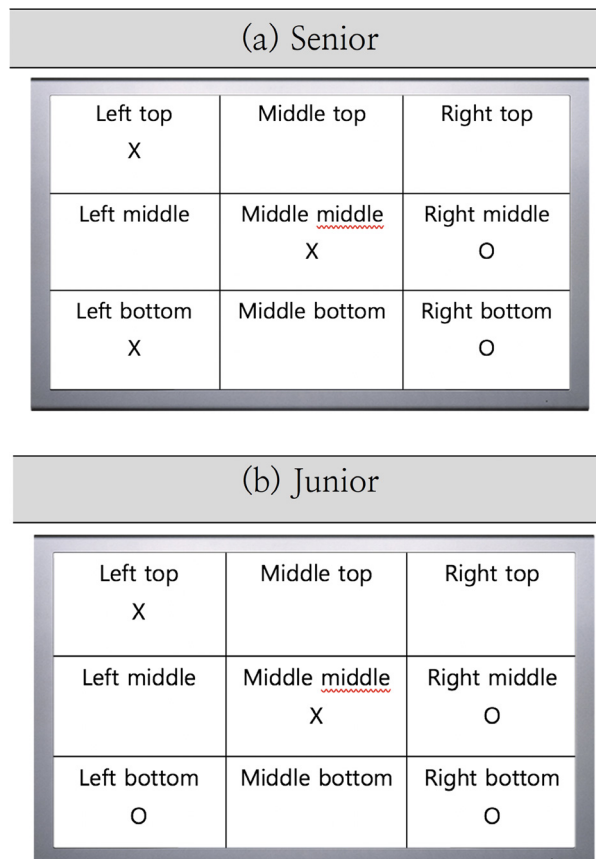 (a) Senior
Left top Middle top Right top
X
Left middle Middle middle Right middle
X O
Left bottom Middle bottom Right bottom
X O
(b) Junior
Left top Middle top Right top
X
Left middle Middle middle Right middle
X O
Left bottom Middle bottom Right bottom
O O